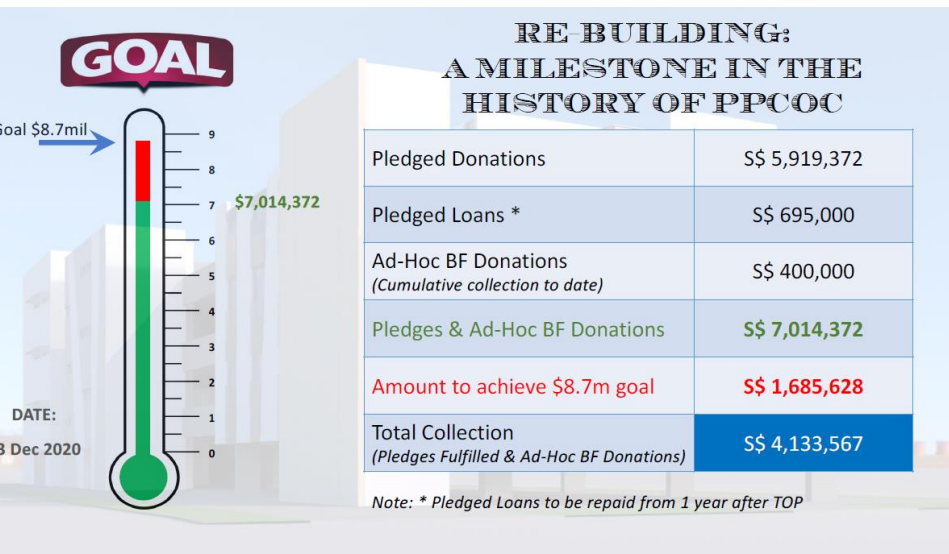 GOAL
Goal $8.7mil
9
8
7
$7,014,372
6
5
4
3
2
1
0
DATE:
3 Dec 2020
RE-BUILDING:
A MILESTONE IN THE
HISTORY OF PPCOC
Pledged Donations S$ 5,919,372
Pledged Loans * S$ 695,000
Ad-Hoc BF Donations
(Cumulative collection to date) S$ 400,000
Pledges & Ad-Hoc BF Donations S$ 7,014,372
Amount to achieve $8.7m goal S$ 1,685,628
Total Collection
(Pledges Fulfilled & Ad-Hoc BF Donations) S$ 4,133,567
Note: * Pledged Loans to be repaid from 1 year after TOP